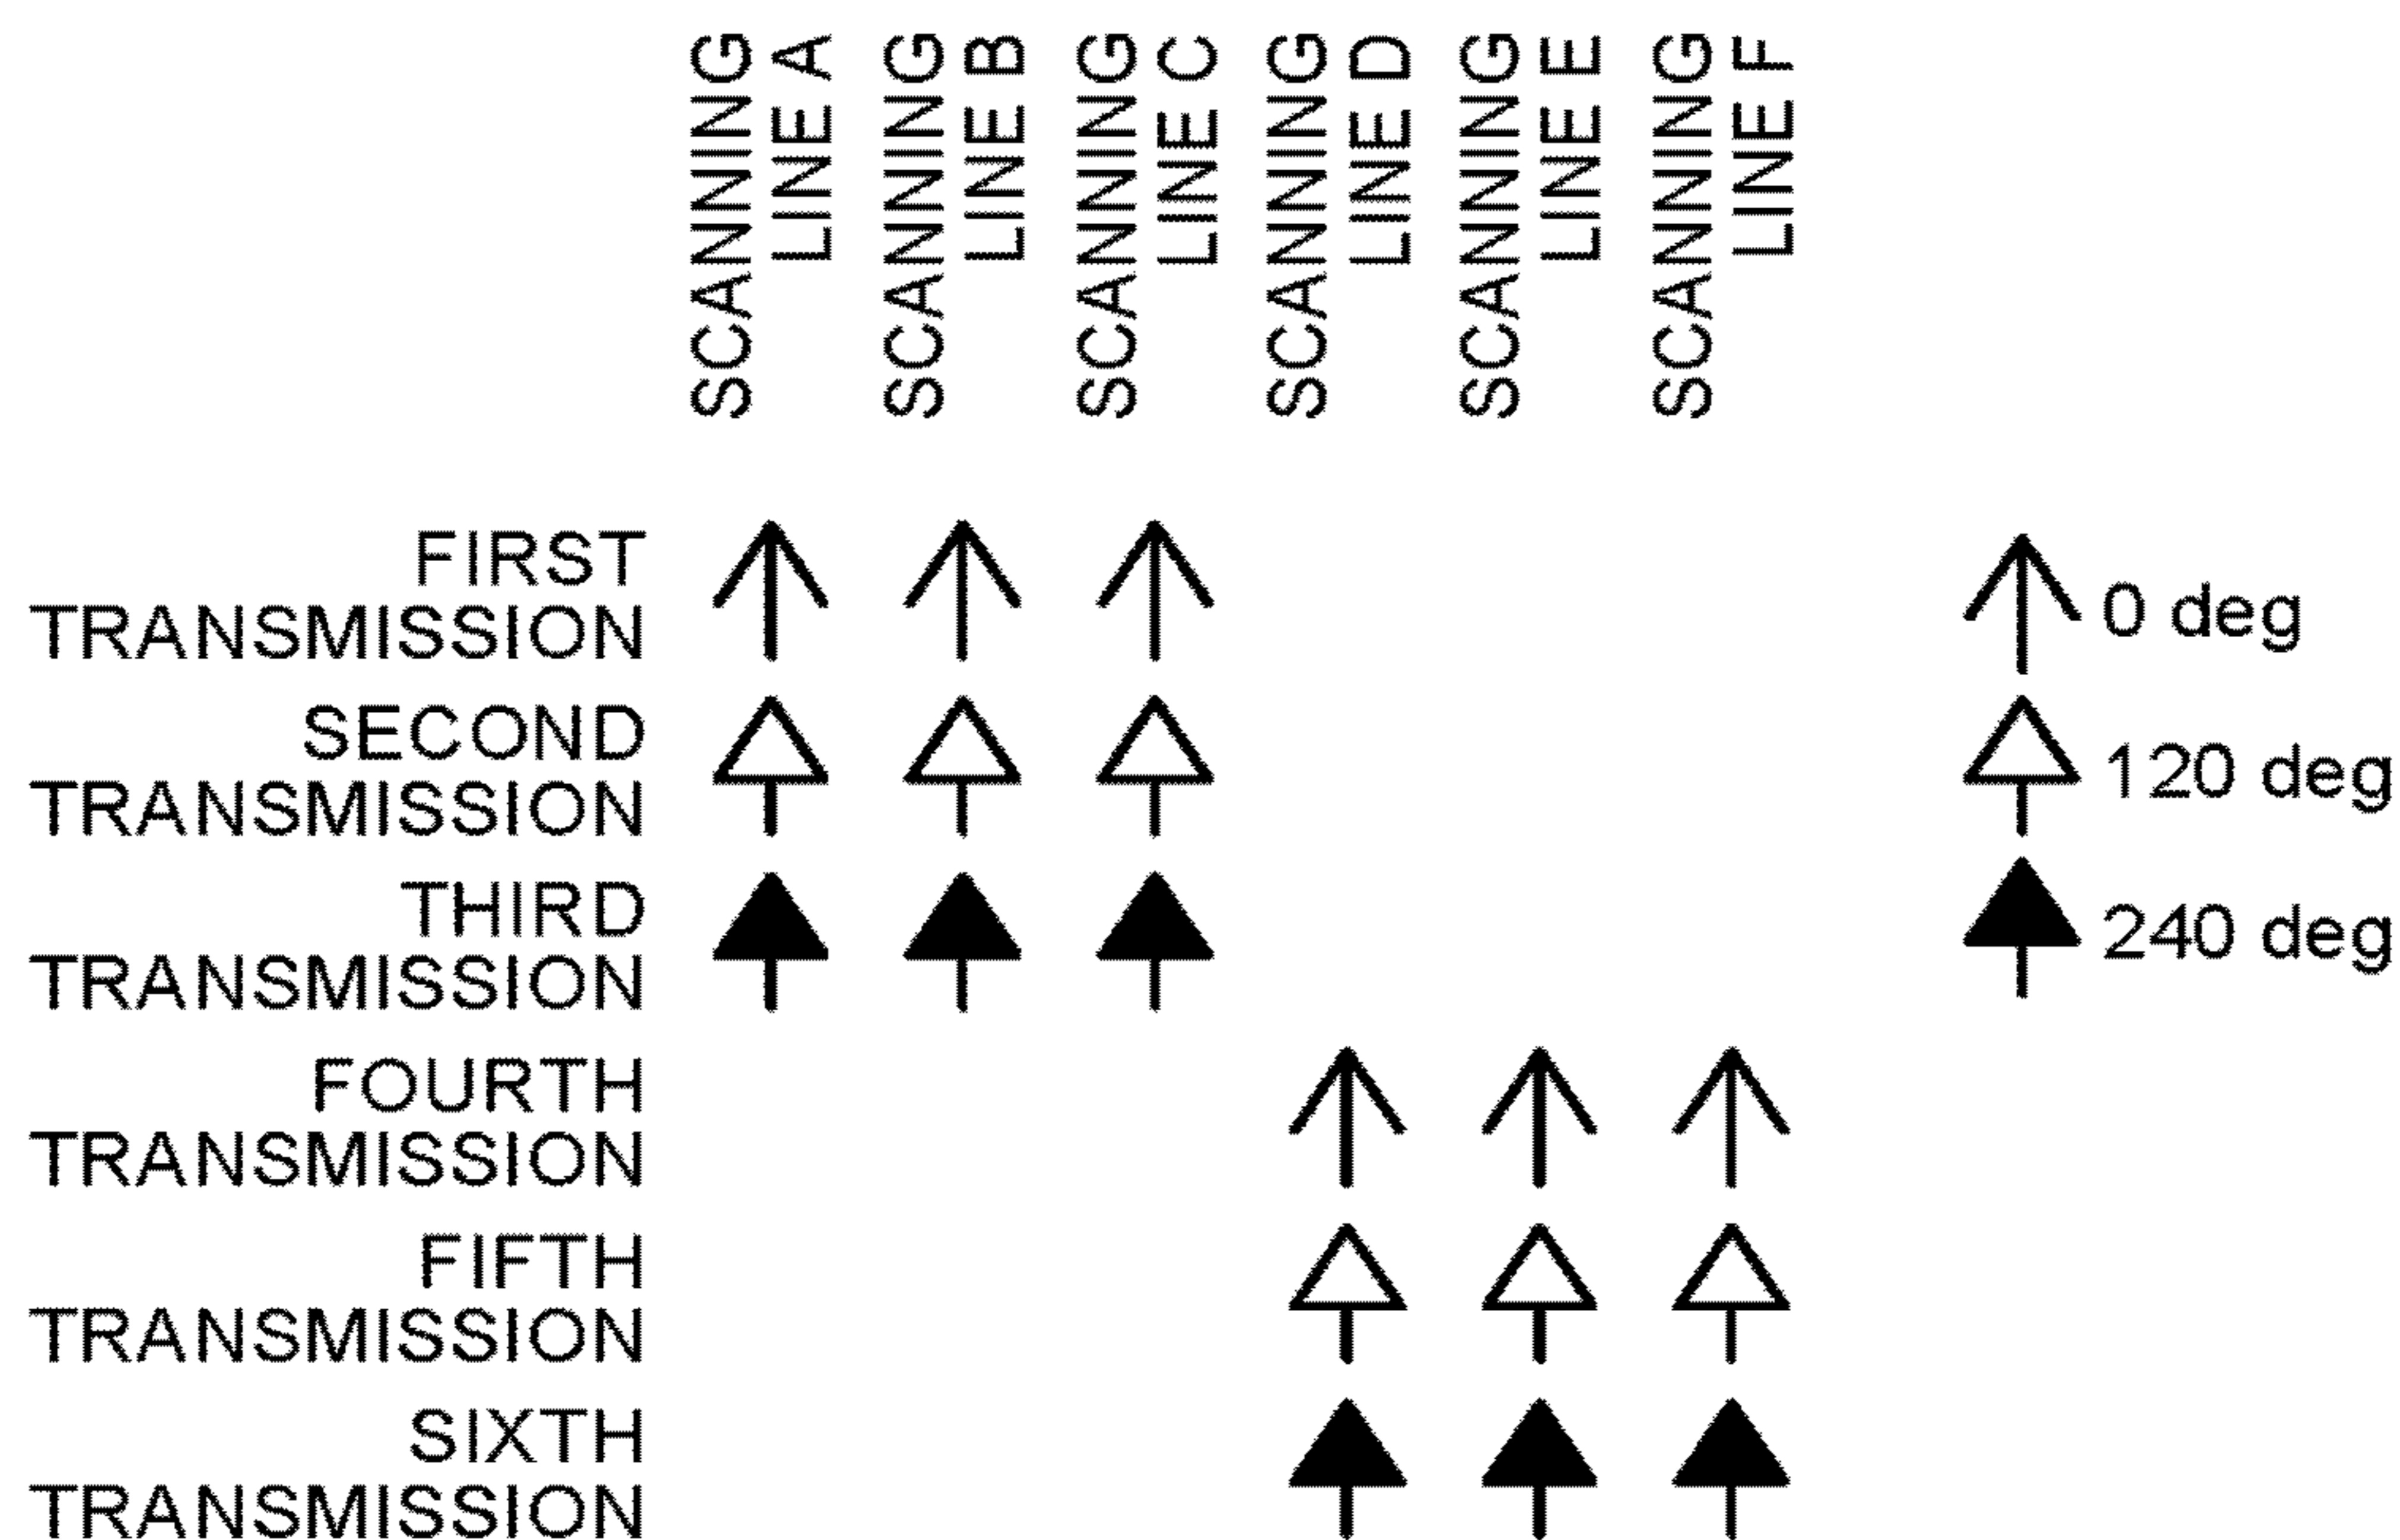 SCANNING
LINE A
SCANNING
LINE B
SCANNING
LINE C
SCANNING
LINE D
SCANNING
LINE E
SCANNING
LINE F
FIRST
TRANSMISSION
0 deg
SECOND
TRANSMISSION
120 deg
THIRD
TRANSMISSION
240 deg
FOURTH
TRANSMISSION
FIFTH
TRANSMISSION
SIXTH
TRANSMISSION